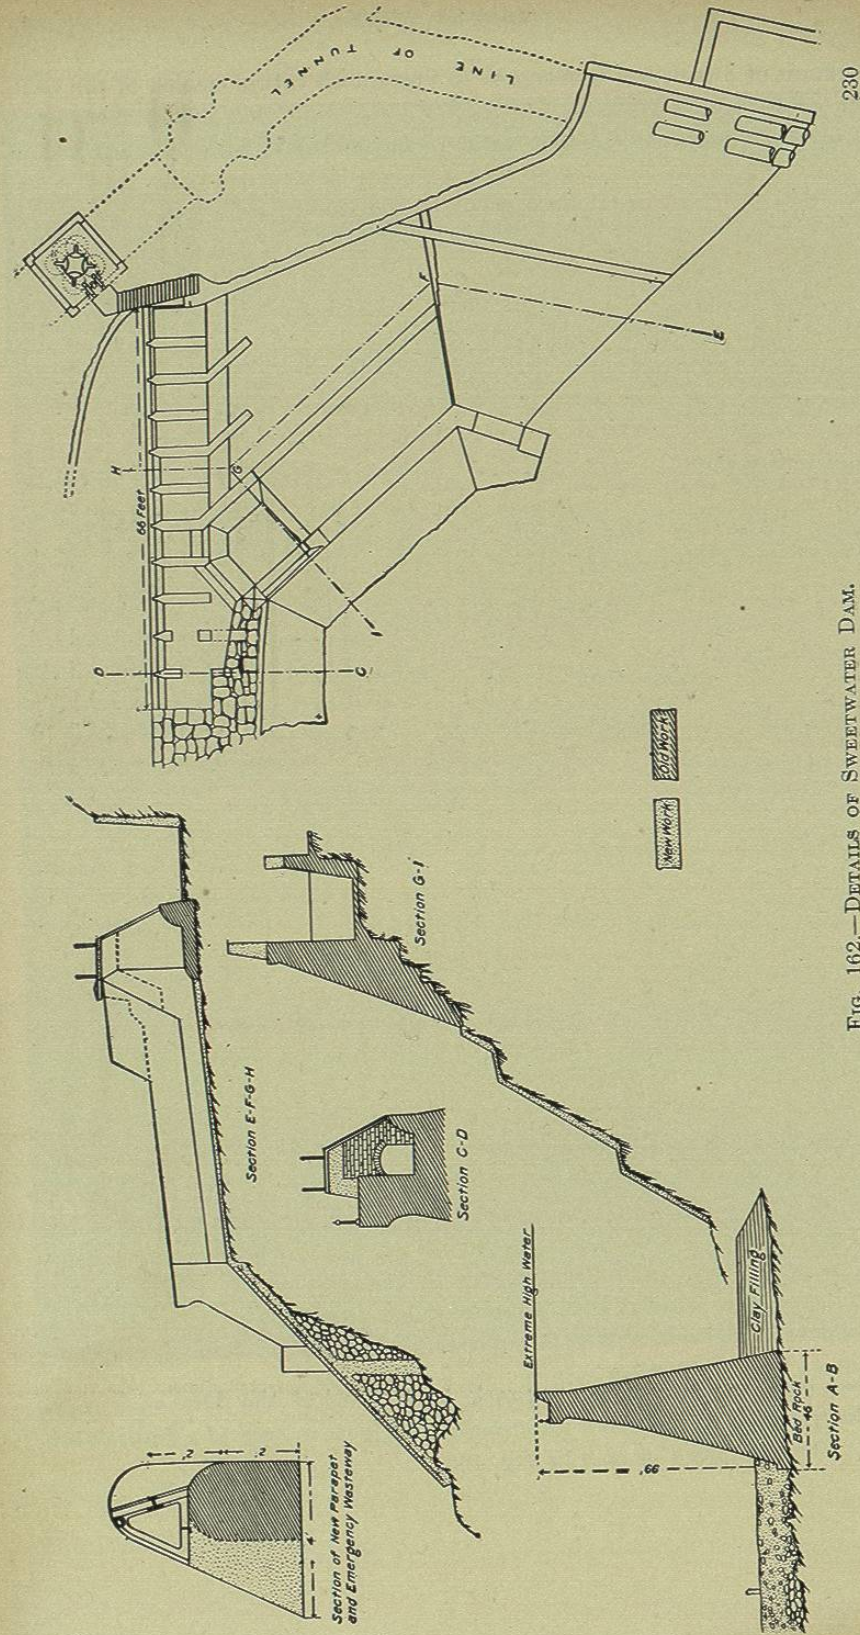 230
LINE OF TUNNEL
H
66 Feet
G
F
E
D
C
I
Section E-F-G-H
Section G-i
Section C-D
New Work
Old Work
Section of New Parapet
and Emergency Wasteway
2'
2'
4'
Extreme High Water
Clay Filling
Bed Rock
46'
Section A-B
FIG. 162.—DETAILS OF SWEETWATER DAM.